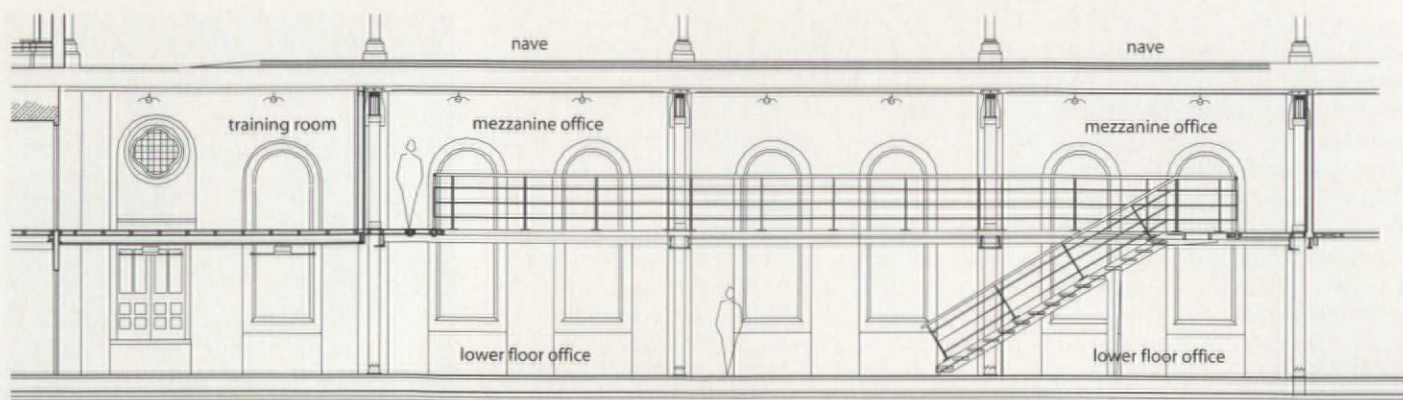 nave
nave
training room
mezzanine office
mezzanine office
lower floor office
lower floor office